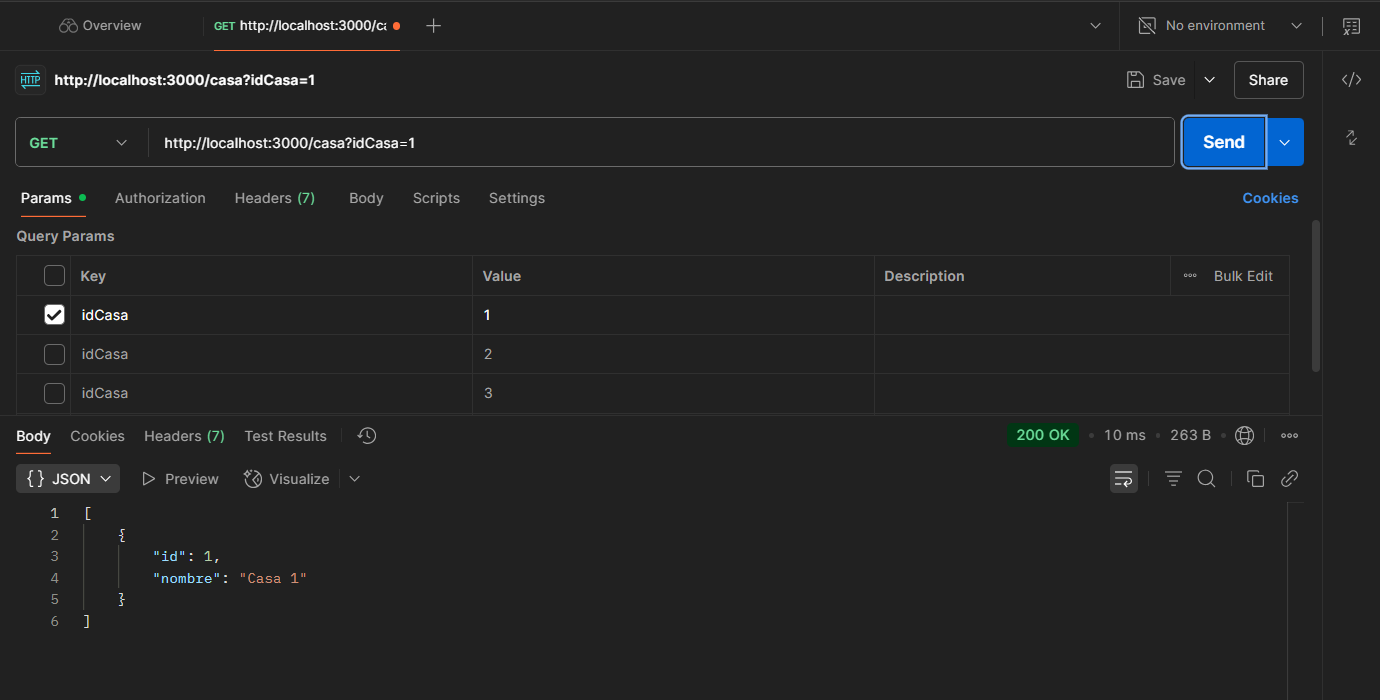 Overview
GET http://localhost:3000/ca
No environment
HTTP http://localhost:3000/casa?idCasa=1
Save
Share
GET http://localhost:3000/casa?idCasa=1
Send
Params Authorization Headers (7) Body Scripts Settings
Cookies
Query Params
Key Value Description Bulk Edit
idCasa 1
idCasa 2
idCasa 3
Body Cookies Headers (7) Test Results
200 OK 10 ms 263 B
{} JSON Preview Visualize
1 [
2 {
3 "id": 1,
4 "nombre": "Casa 1"
5 }
6 ]